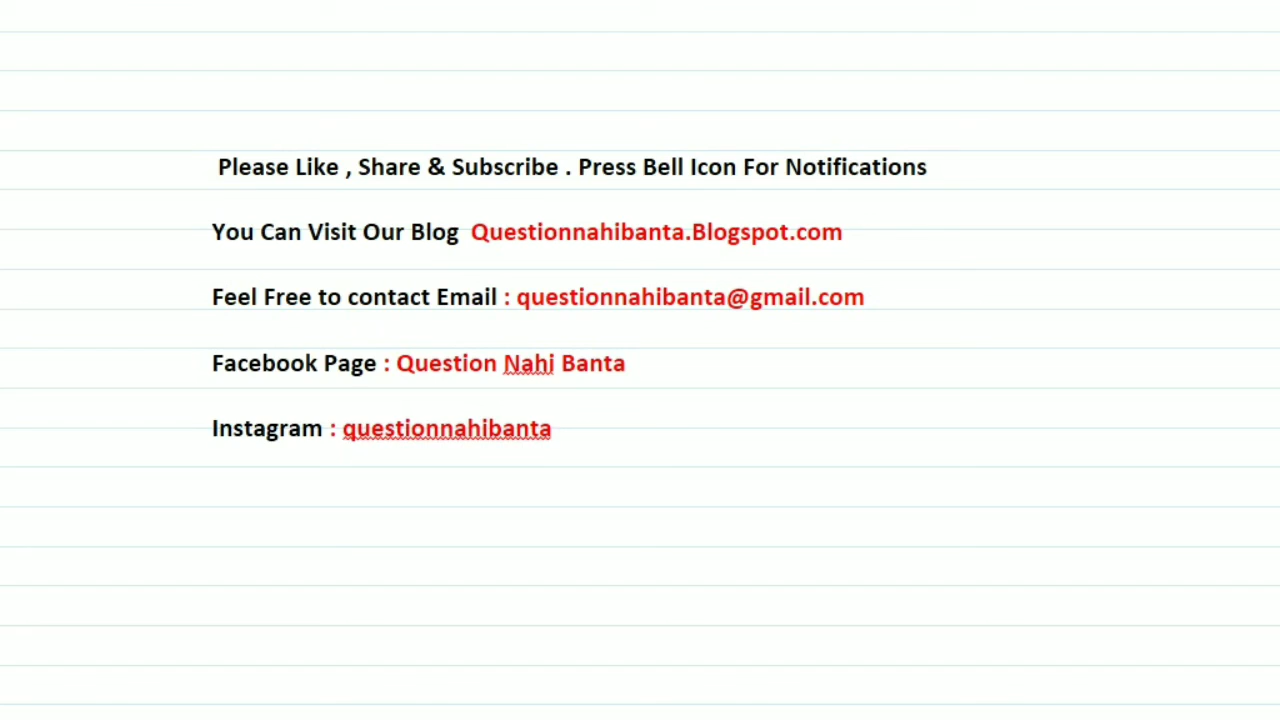 Please Like , Share & Subscribe . Press Bell Icon For Notifications
You Can Visit Our Blog Questionnahibanta.Blogspot.com
Feel Free to contact Email : questionnahibanta@gmail.com
Facebook Page : Question Nahi Banta
Instagram : questionnahibanta